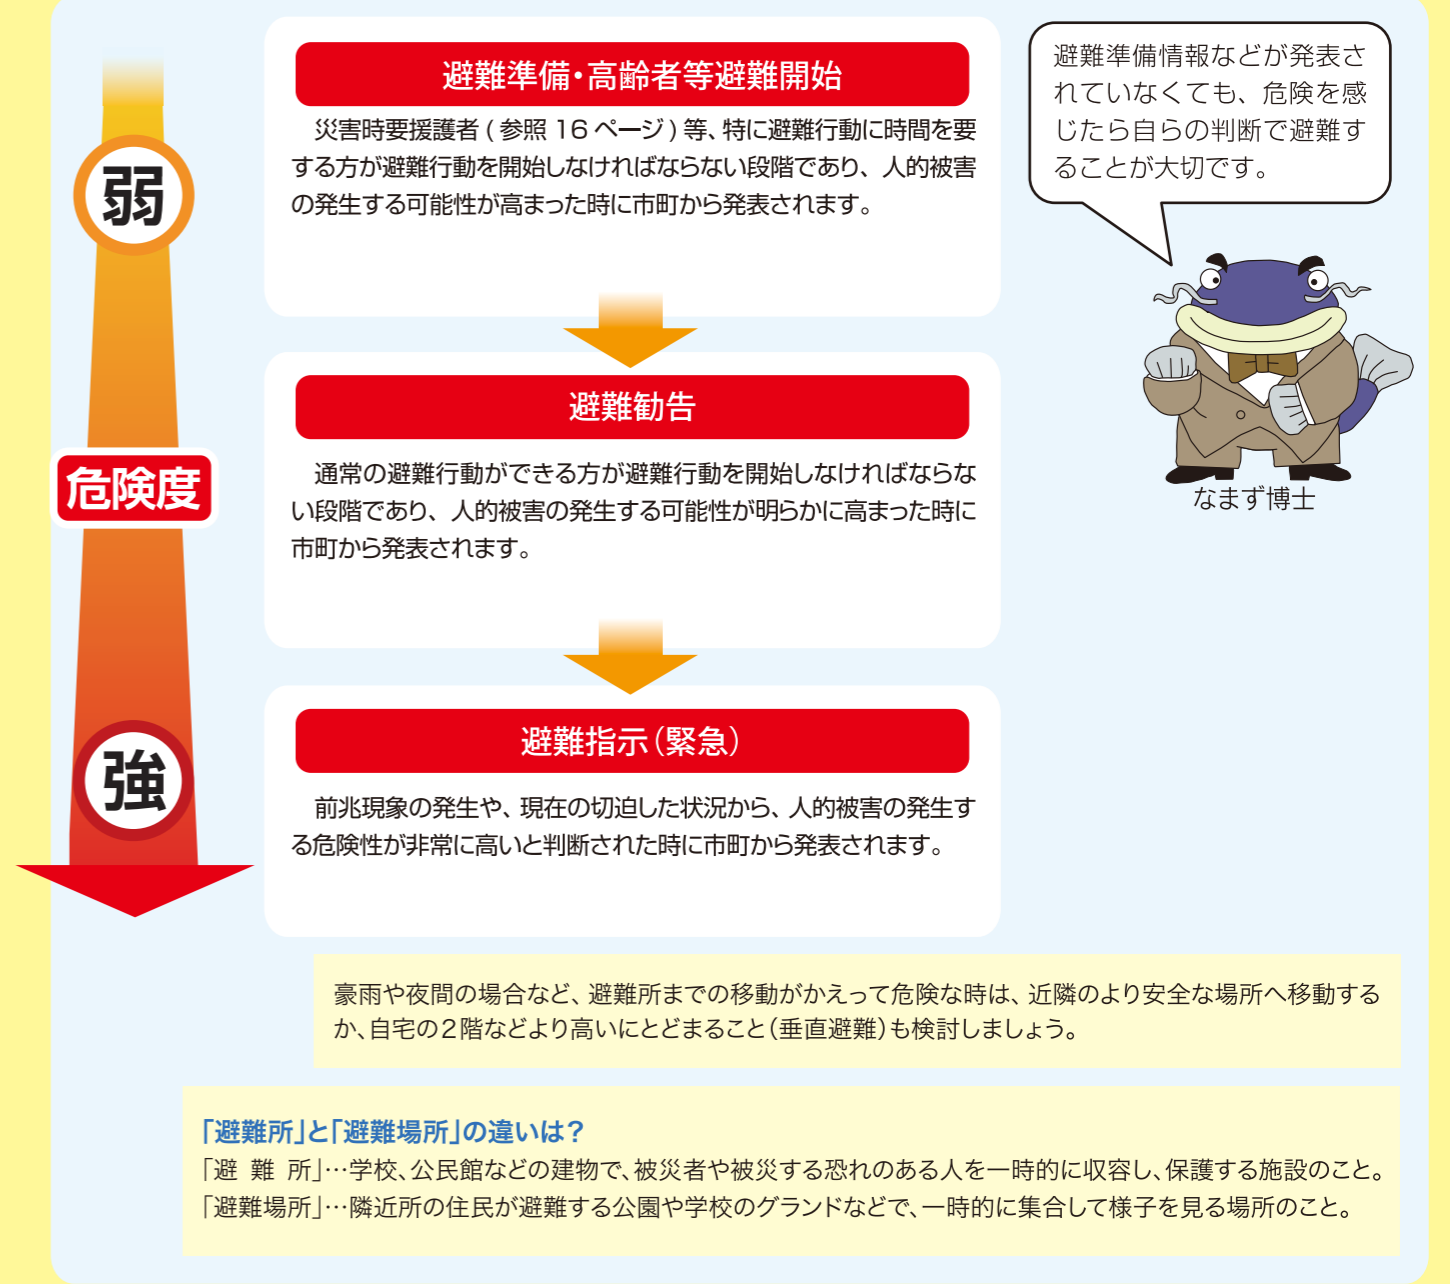 弱
危険度
強
避難準備・高齢者等避難開始
災害時要援護者(参照 16 ページ)等、特に避難行動に時間を要
する方が避難行動を開始しなければならない段階であり、人的被害
の発生する可能性が高まった時に市町から発表されます。
避難勧告
通常の避難行動ができる方が避難行動を開始しなければならな
い段階であり、人的被害の発生する可能性が明らかに高まった時に
市町から発表されます。
避難指示(緊急)
前兆現象の発生や、現在の切迫した状況から、人的被害の発生す
る危険性が非常に高いと判断された時に市町から発表されます。
避難準備情報などが発表さ
れていなくても、危険を感
じたら自らの判断で避難す
ることが大切です。
なまず博士
豪雨や夜間の場合など、避難所までの移動がかえって危険な時は、近隣のより安全な場所へ移動する
か、自宅の2階などより高いにとどまること(垂直避難)も検討しましょう。
「避難所」と「避難場所」の違いは?
「避 難 所」…学校、公民館などの建物で、被災者や被災する恐れのある人を一時的に収容し、保護する施設のこと。
「避難場所」…隣近所の住民が避難する公園や学校のグランドなどで、一時的に集合して様子を見る場所のこと。